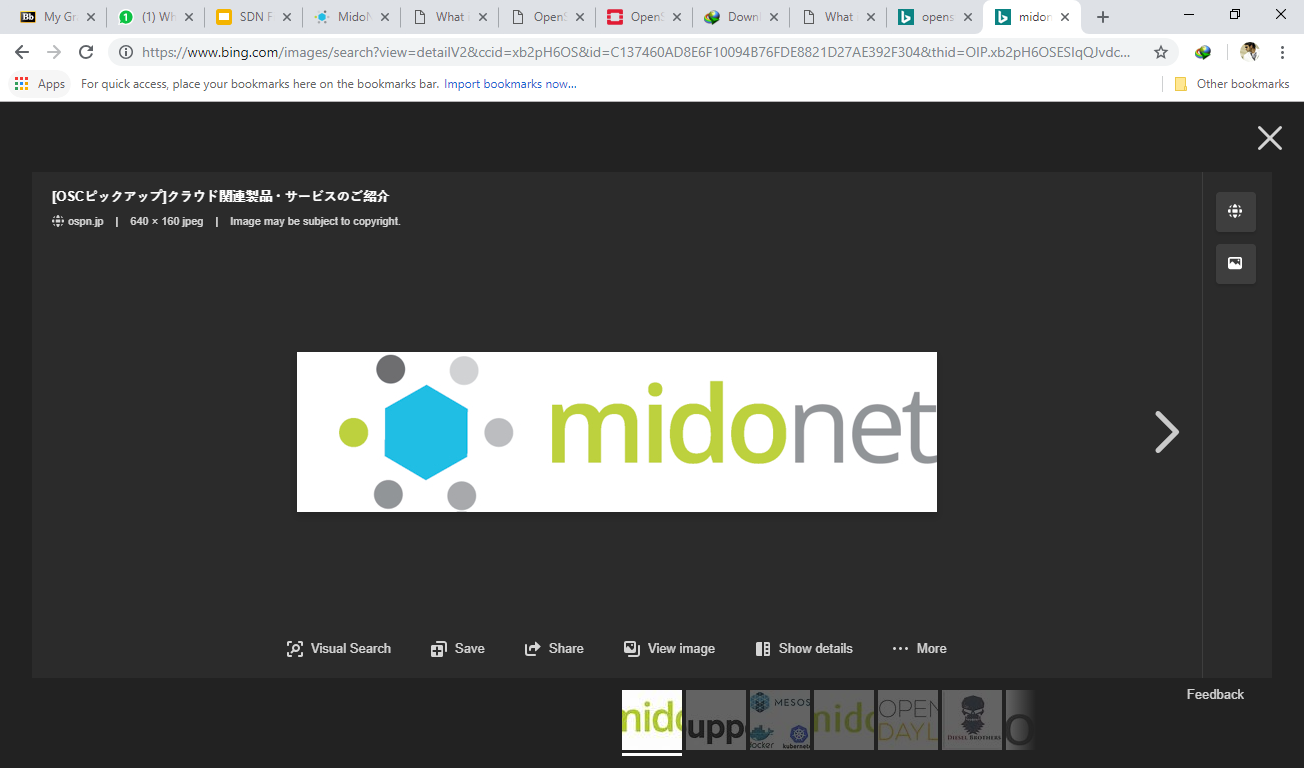 My Gra
(1) Wh
SDN F
MidoN
What i
OpenS
OpenS
Downl
What
openst
midon
https://www.bing.com/images/search?view=detailV2&ccid=xb2pH6OS&id=C137460AD8E6F10094B76FDE8821D27AE392F304&thid=OIP.xb2pH6OSESIqQJvdc...
Apps
For quick access, place your bookmarks here on the bookmarks bar. Import bookmarks now...
Other bookmarks
[OSCピックアップ]クラウド関連製品・サービスのご紹介
ospn.jp | 640 × 160 jpeg | Image may be subject to copyright.
midonet
Visual Search
Save
Share
View image
Show details
More
Feedback
mido
upp
MESOS
docker
kubernete
mido
OPEN
DAYL
DIESEL BROTHERS